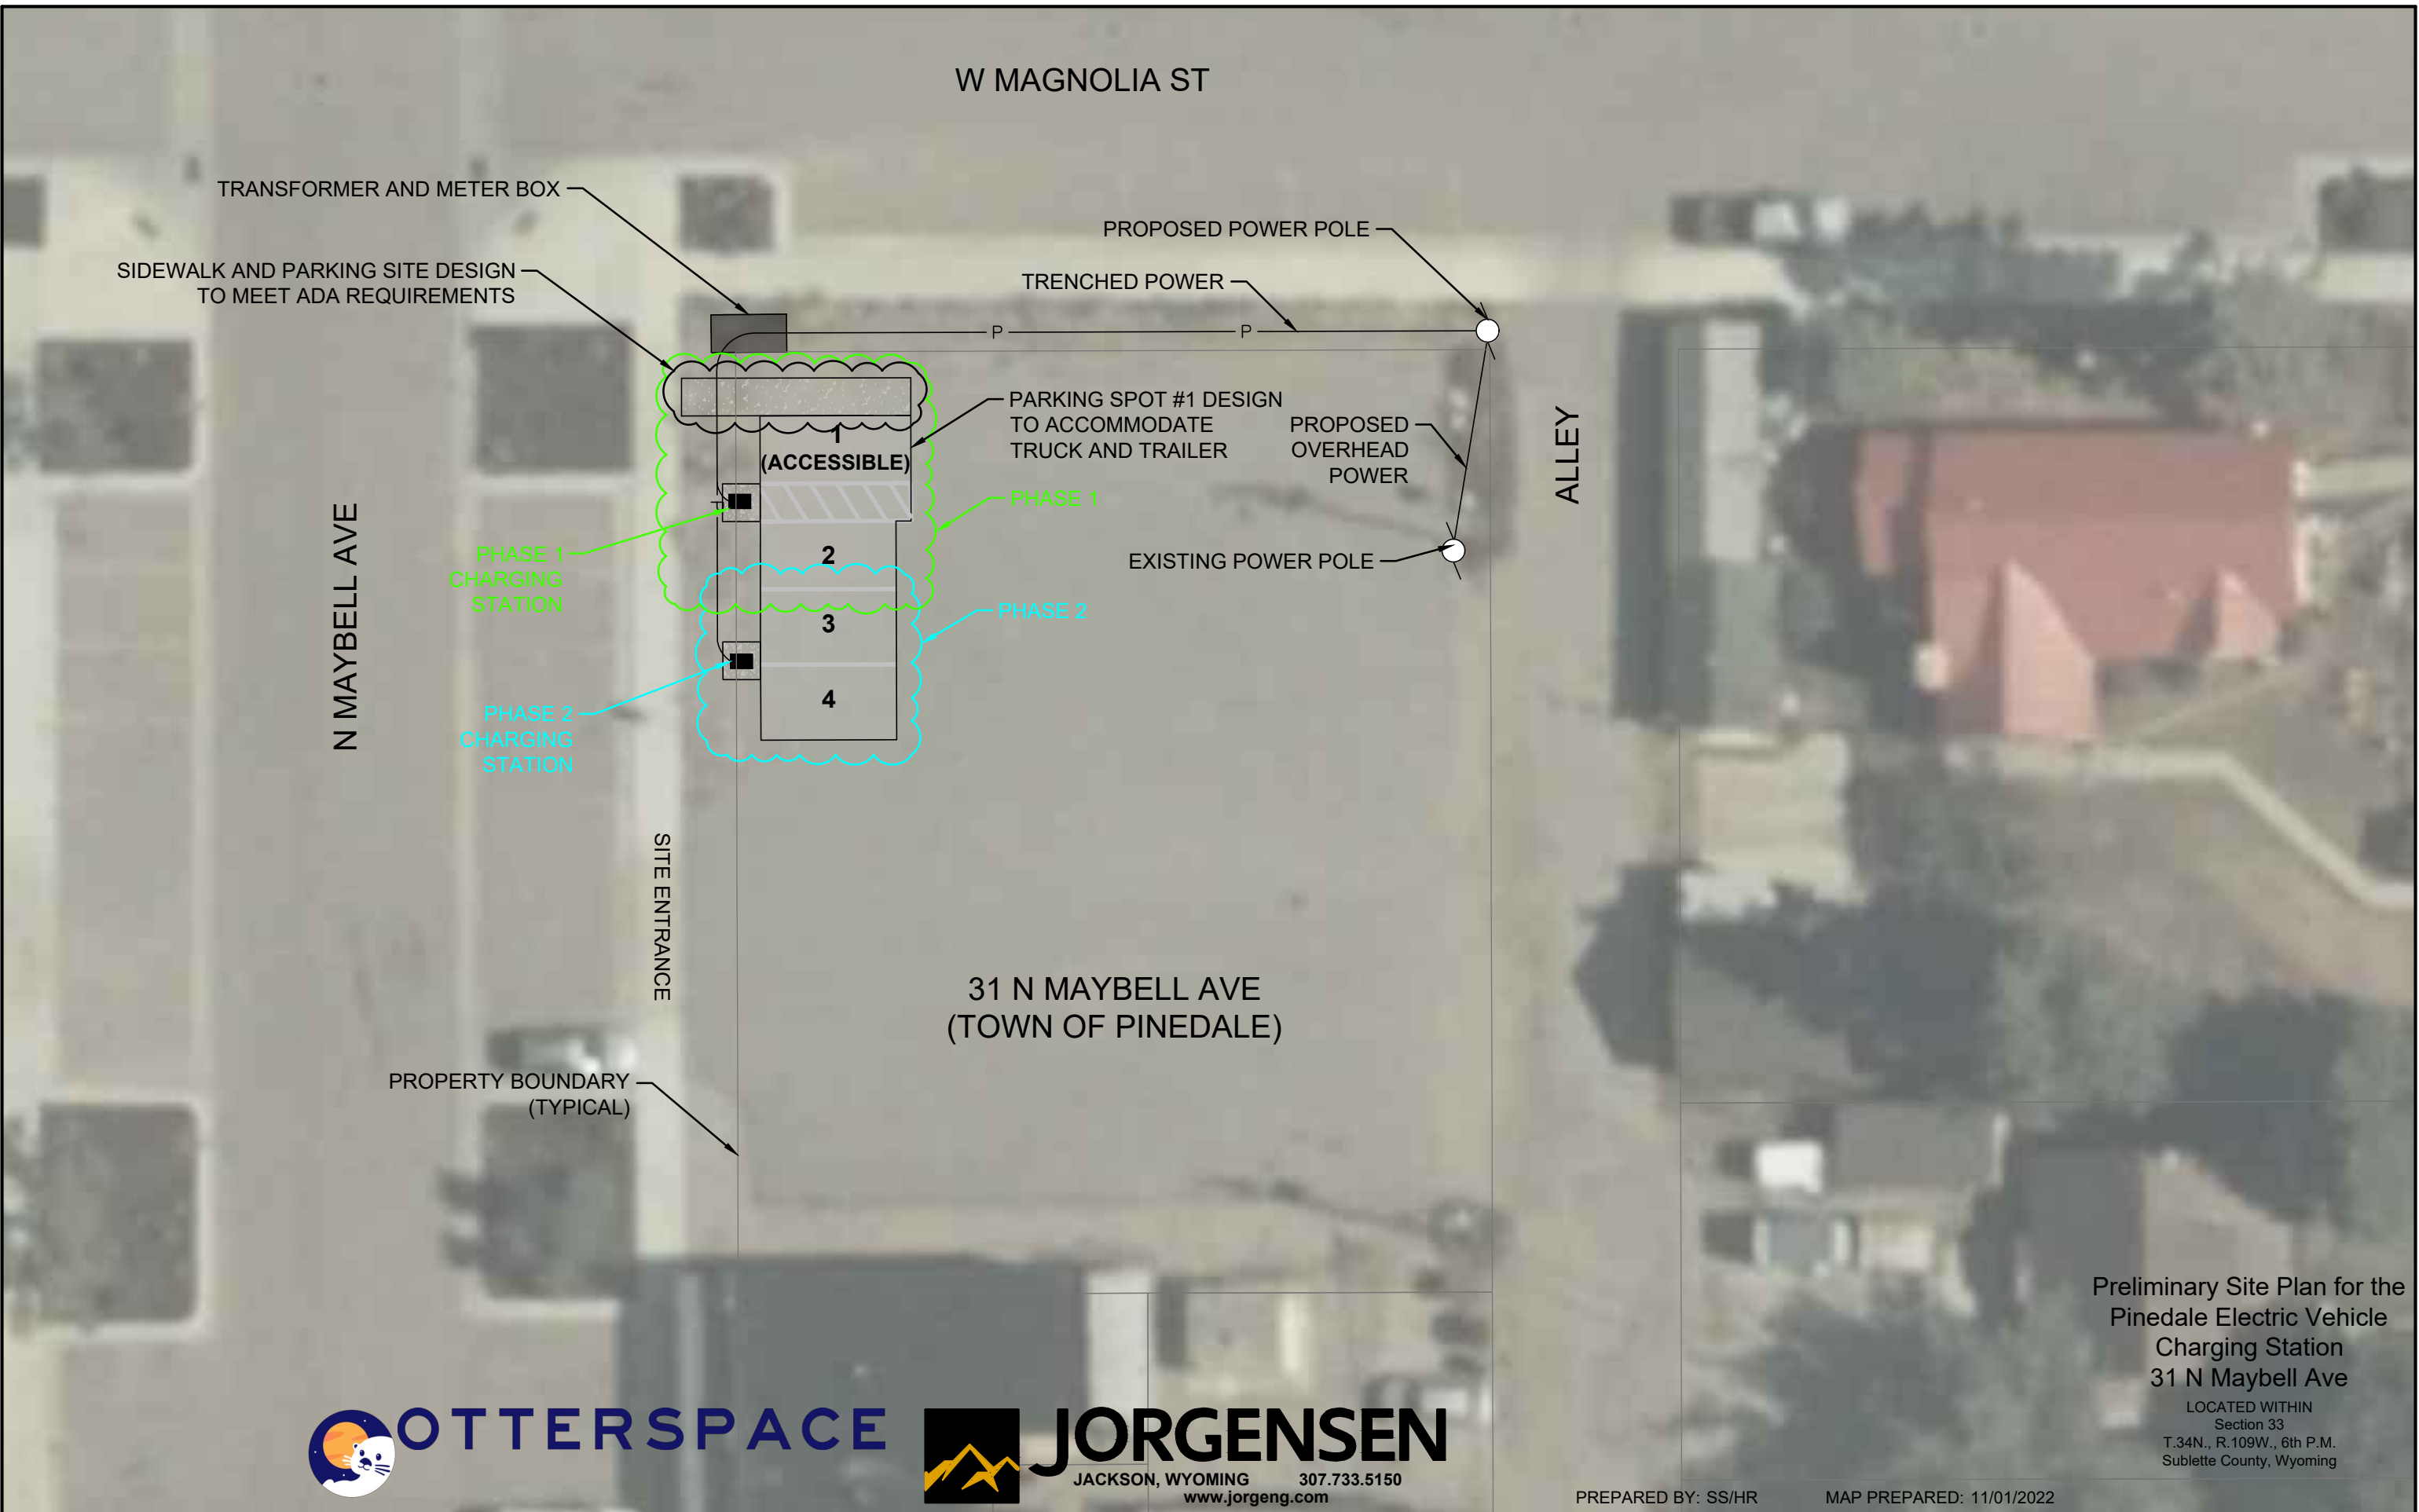 W MAGNOLIA ST
TRANSFORMER AND METER BOX
PROPOSED POWER POLE
SIDEWALK AND PARKING SITE DESIGN
TO MEET ADA REQUIREMENTS
TRENCHED POWER
P
P
PARKING SPOT #1 DESIGN
TO ACCOMMODATE
TRUCK AND TRAILER
PROPOSED
OVERHEAD
POWER
ALLEY
1
(ACCESSIBLE)
PHASE 1
N MAYBELL AVE
PHASE 1
CHARGING
STATION
2
EXISTING POWER POLE
PHASE 2
3
PHASE 2
CHARGING
STATION
4
SITE ENTRANCE
31 N MAYBELL AVE
(TOWN OF PINEDALE)
PROPERTY BOUNDARY
(TYPICAL)
Preliminary Site Plan for the
Pinedale Electric Vehicle
Charging Station
31 N Maybell Ave
LOCATED WITHIN
Section 33
T.34N., R.109W., 6th P.M.
Sublette County, Wyoming
OTTERSPACE
JORGENSEN
JACKSON, WYOMING 307.733.5150
www.jorgeng.com
PREPARED BY: SS/HR MAP PREPARED: 11/01/2022